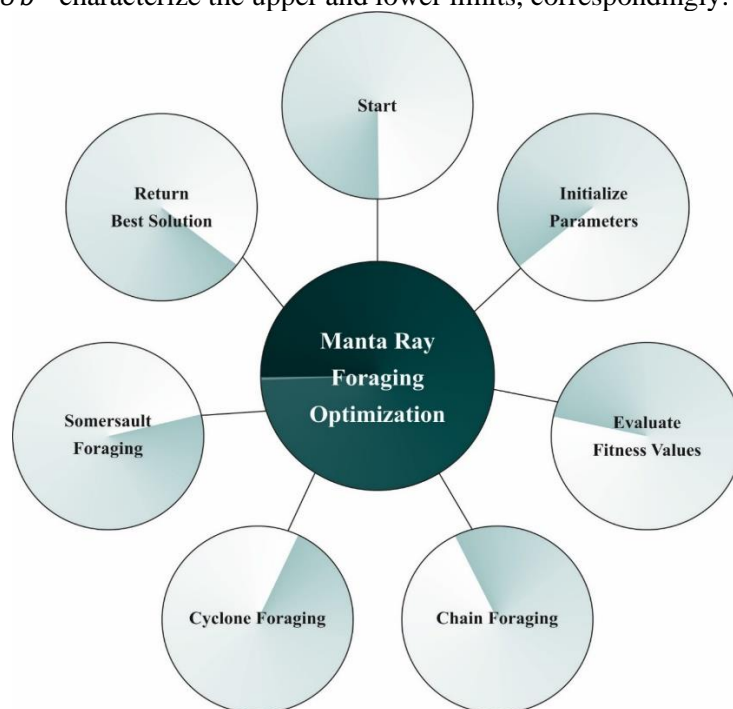 characterize the upper and lower limits, correspondingly.
Start
Initialize
Parameters
Evaluate
Fitness Values
Chain Foraging
Cyclone Foraging
Somersault
Foraging
Return
Best Solution
Manta Ray
Foraging
Optimization